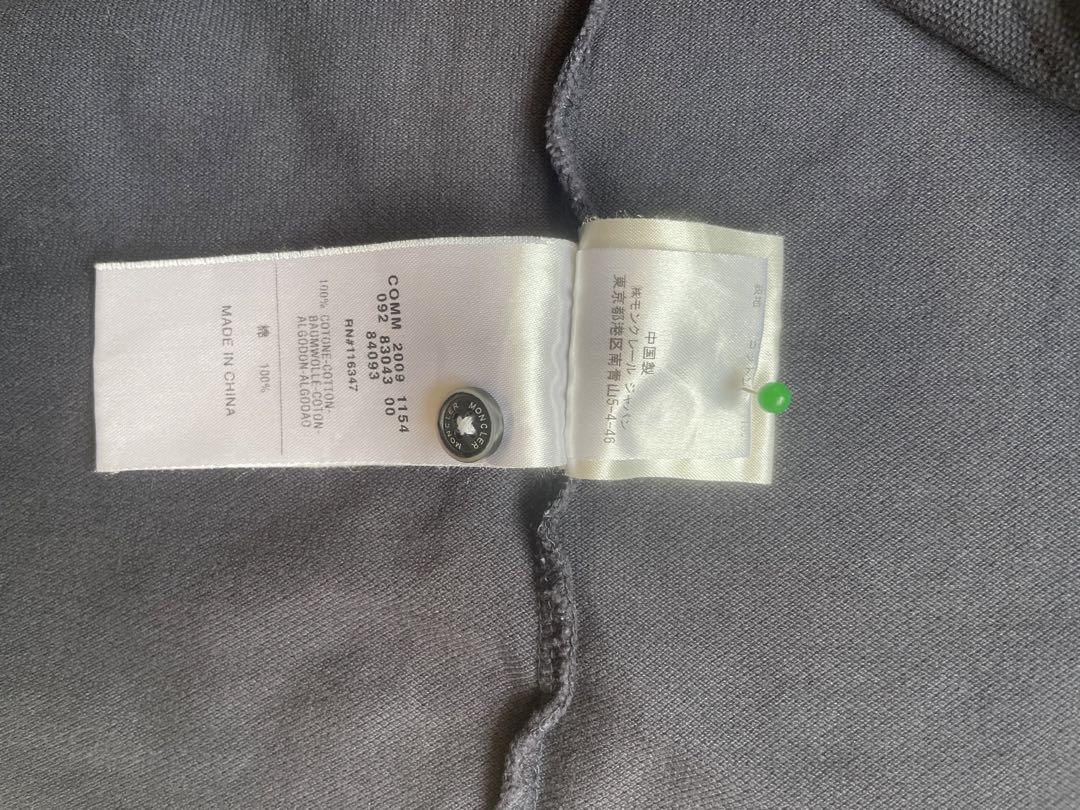 COMM 2009 1154
092 83043 00
84093
RN#116347
100% COTONE-COTTON-
BAUMWOLLE-COTON-
ALGODON-ALGODAO
棉 100%
MADE IN CHINA
MONCLER
MONCLER
中国製
㈱モンクレール ジャパン
東京都港区南青山5-4-46